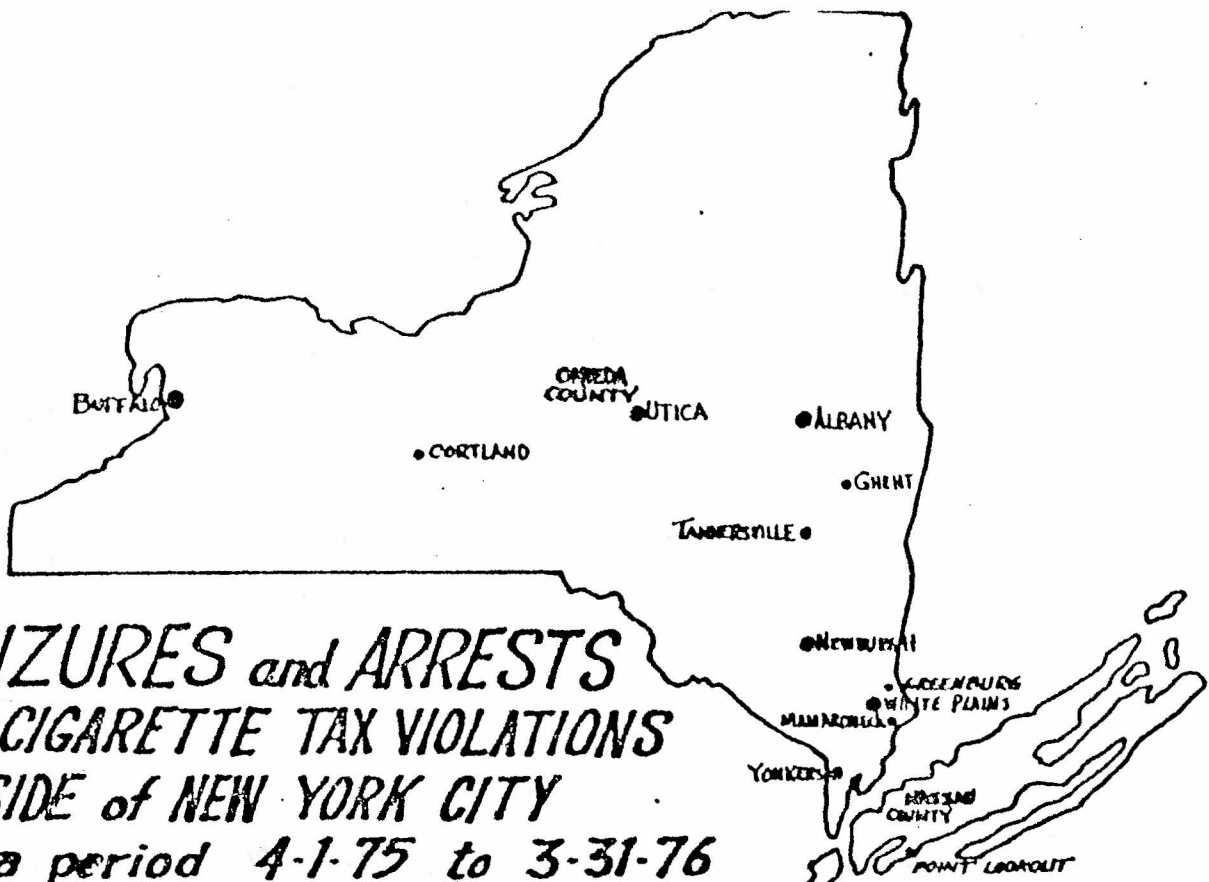 BUFFALO
ONEIDA
COUNTY
UTICA
ALBANY
CORTLAND
GHENT
TANNERSVILLE
NEWBURGH
GREENBURG
WHITE PLAINS
MAMARONECK
YONKERS
NASSAU
COUNTY
POINT LOOKOUT
IZURES and ARRESTS
CIGARETTE TAX VIOLATIONS
SIDE of NEW YORK CITY
a period 4-1-75 to 3-31-76